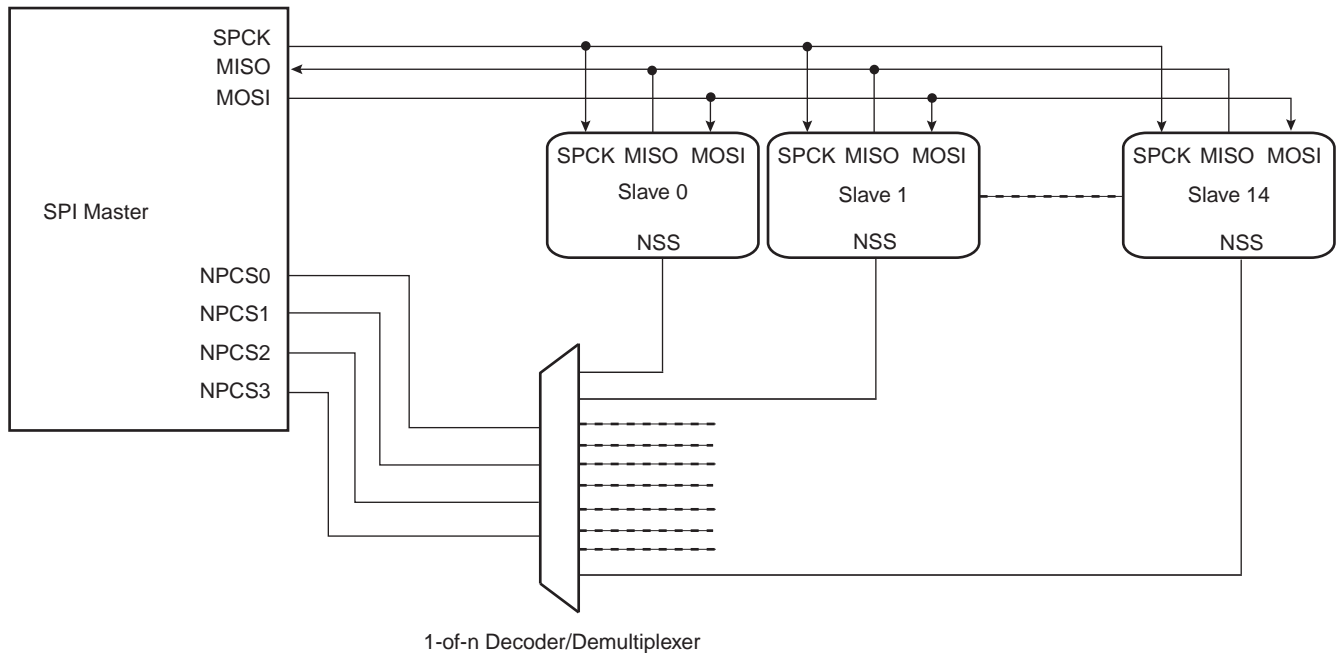 SPCK
MISO
MOSI
SPI Master
NPCS0
NPCS1
NPCS2
NPCS3
SPCK MISO MOSI
Slave 0
NSS
SPCK MISO MOSI
Slave 1
NSS
SPCK MISO MOSI
Slave 14
NSS
1-of-n Decoder/Demultiplexer